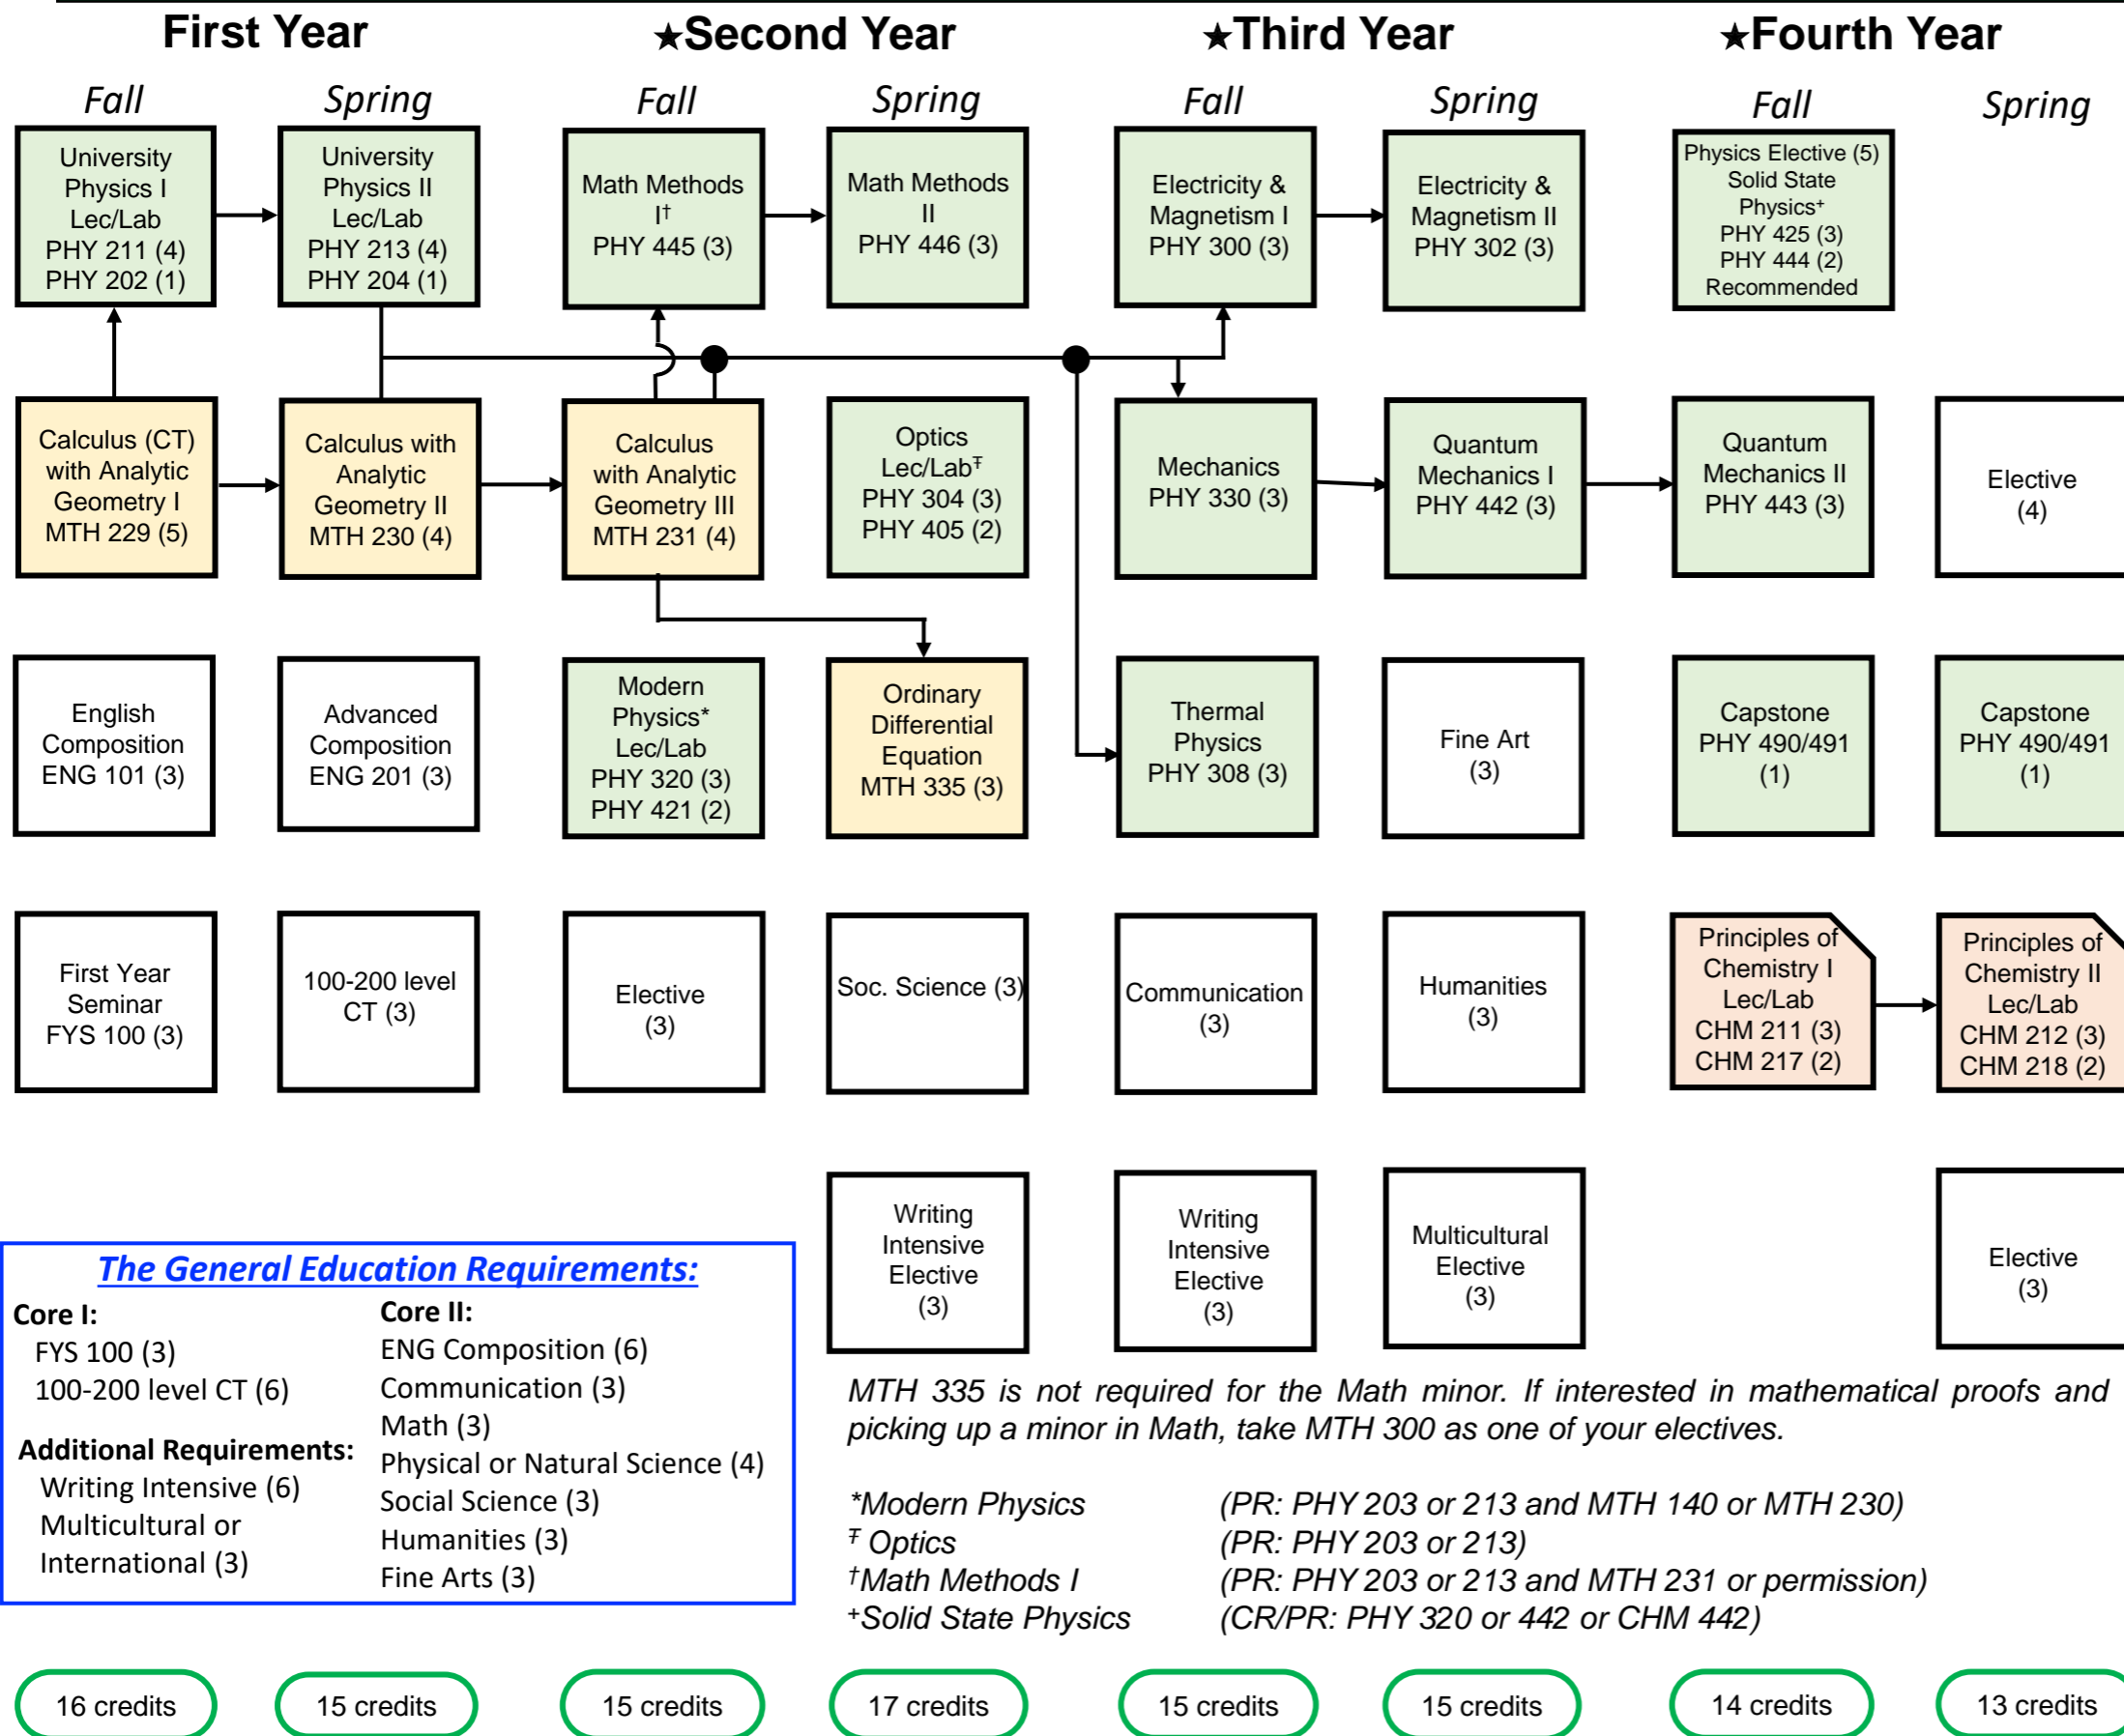 First Year
★Second Year
★Third Year
★Fourth Year
Fall
Spring
Fall
Spring
Fall
Spring
Fall
Spring
University
Physics I
Lec/Lab
PHY 211 (4)
PHY 202 (1)
University
Physics II
Lec/Lab
PHY 213 (4)
PHY 204 (1)
Math Methods
I†
PHY 445 (3)
Math Methods
II
PHY 446 (3)
Electricity &
Magnetism I
PHY 300 (3)
Electricity &
Magnetism II
PHY 302 (3)
Physics Elective (5)
Solid State
Physics+
PHY 425 (3)
PHY 444 (2)
Recommended
Calculus (CT)
with Analytic
Geometry I
MTH 229 (5)
Calculus with
Analytic
Geometry II
MTH 230 (4)
Calculus
with Analytic
Geometry III
MTH 231 (4)
Optics
Lec/Lab Ŧ
PHY 304 (3)
PHY 405 (2)
Mechanics
PHY 330 (3)
Quantum
Mechanics I
PHY 442 (3)
Quantum
Mechanics II
PHY 443 (3)
Elective
(4)
English
Composition
ENG 101 (3)
Advanced
Composition
ENG 201 (3)
Modern
Physics*
Lec/Lab
PHY 320 (3)
PHY 421 (2)
Ordinary
Differential
Equation
MTH 335 (3)
Thermal
Physics
PHY 308 (3)
Fine Art
(3)
Capstone
PHY 490/491
(1)
Capstone
PHY 490/491
(1)
First Year
Seminar
FYS 100 (3)
100-200 level
CT (3)
Elective
(3)
Soc. Science (3)
Communication
(3)
Humanities
(3)
Principles of
Chemistry I
Lec/Lab
CHM 211 (3)
CHM 217 (2)
Principles of
Chemistry II
Lec/Lab
CHM 212 (3)
CHM 218 (2)
Writing
Intensive
Elective
(3)
Writing
Intensive
Elective
(3)
Multicultural
Elective
(3)
Elective
(3)
The General Education Requirements:
Core I:
FYS 100 (3)
100-200 level CT (6)
Additional Requirements:
Writing Intensive (6)
Multicultural or
International (3)
Core II:
ENG Composition (6)
Communication (3)
Math (3)
Physical or Natural Science (4)
Social Science (3)
Humanities (3)
Fine Arts (3)
MTH 335 is not required for the Math minor. If interested in mathematical proofs and
picking up a minor in Math, take MTH 300 as one of your electives.
*Modern Physics (PR: PHY 203 or 213 and MTH 140 or MTH 230)
Ŧ Optics (PR: PHY 203 or 213)
†Math Methods I (PR: PHY 203 or 213 and MTH 231 or permission)
+Solid State Physics (CR/PR: PHY 320 or 442 or CHM 442)
16 credits
15 credits
15 credits
17 credits
15 credits
15 credits
14 credits
13 credits